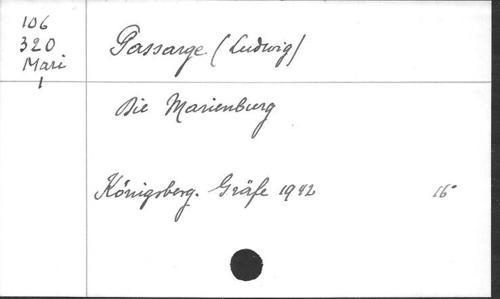 106
320
Mari
1
Passarge (Ludwig)
Die Marienburg
Königsberg. Gräfe 1942 16°